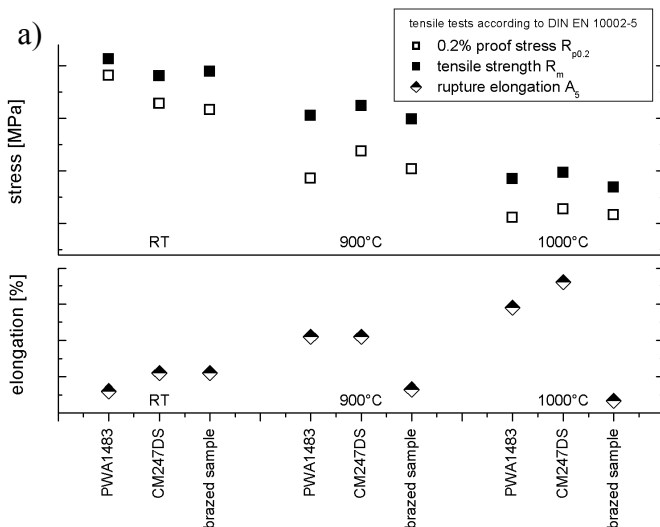 a)
tensile tests according to DIN EN 10002-5
0.2% proof stress Rp0.2
tensile strength Rm
rupture elongation A5
stress [MPa]
RT 900°C 1000°C
elongation [%]
RT 900°C 1000°C
PWA1483
CM247DS
brazed sample
PWA1483
CM247DS
brazed sample
PWA1483
CM247DS
brazed sample